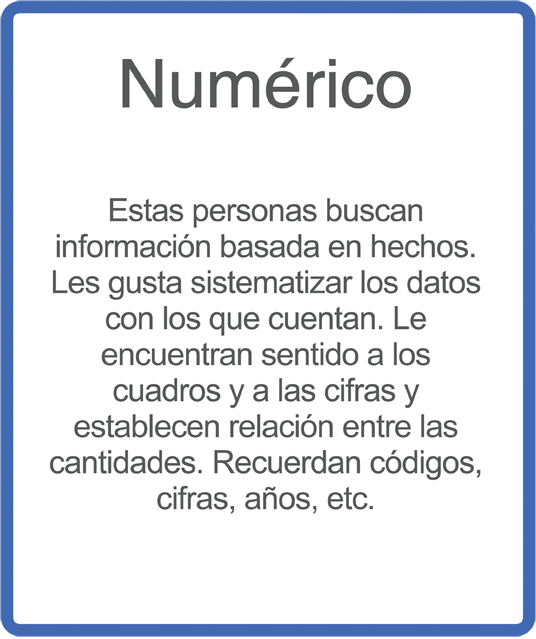 Numérico
Estas personas buscan
información basada en hechos.
Les gusta sistematizar los datos
con los que cuentan. Le
encuentran sentido a los
cuadros y a las cifras y
establecen relación entre las
cantidades. Recuerdan códigos,
cifras, años, etc.